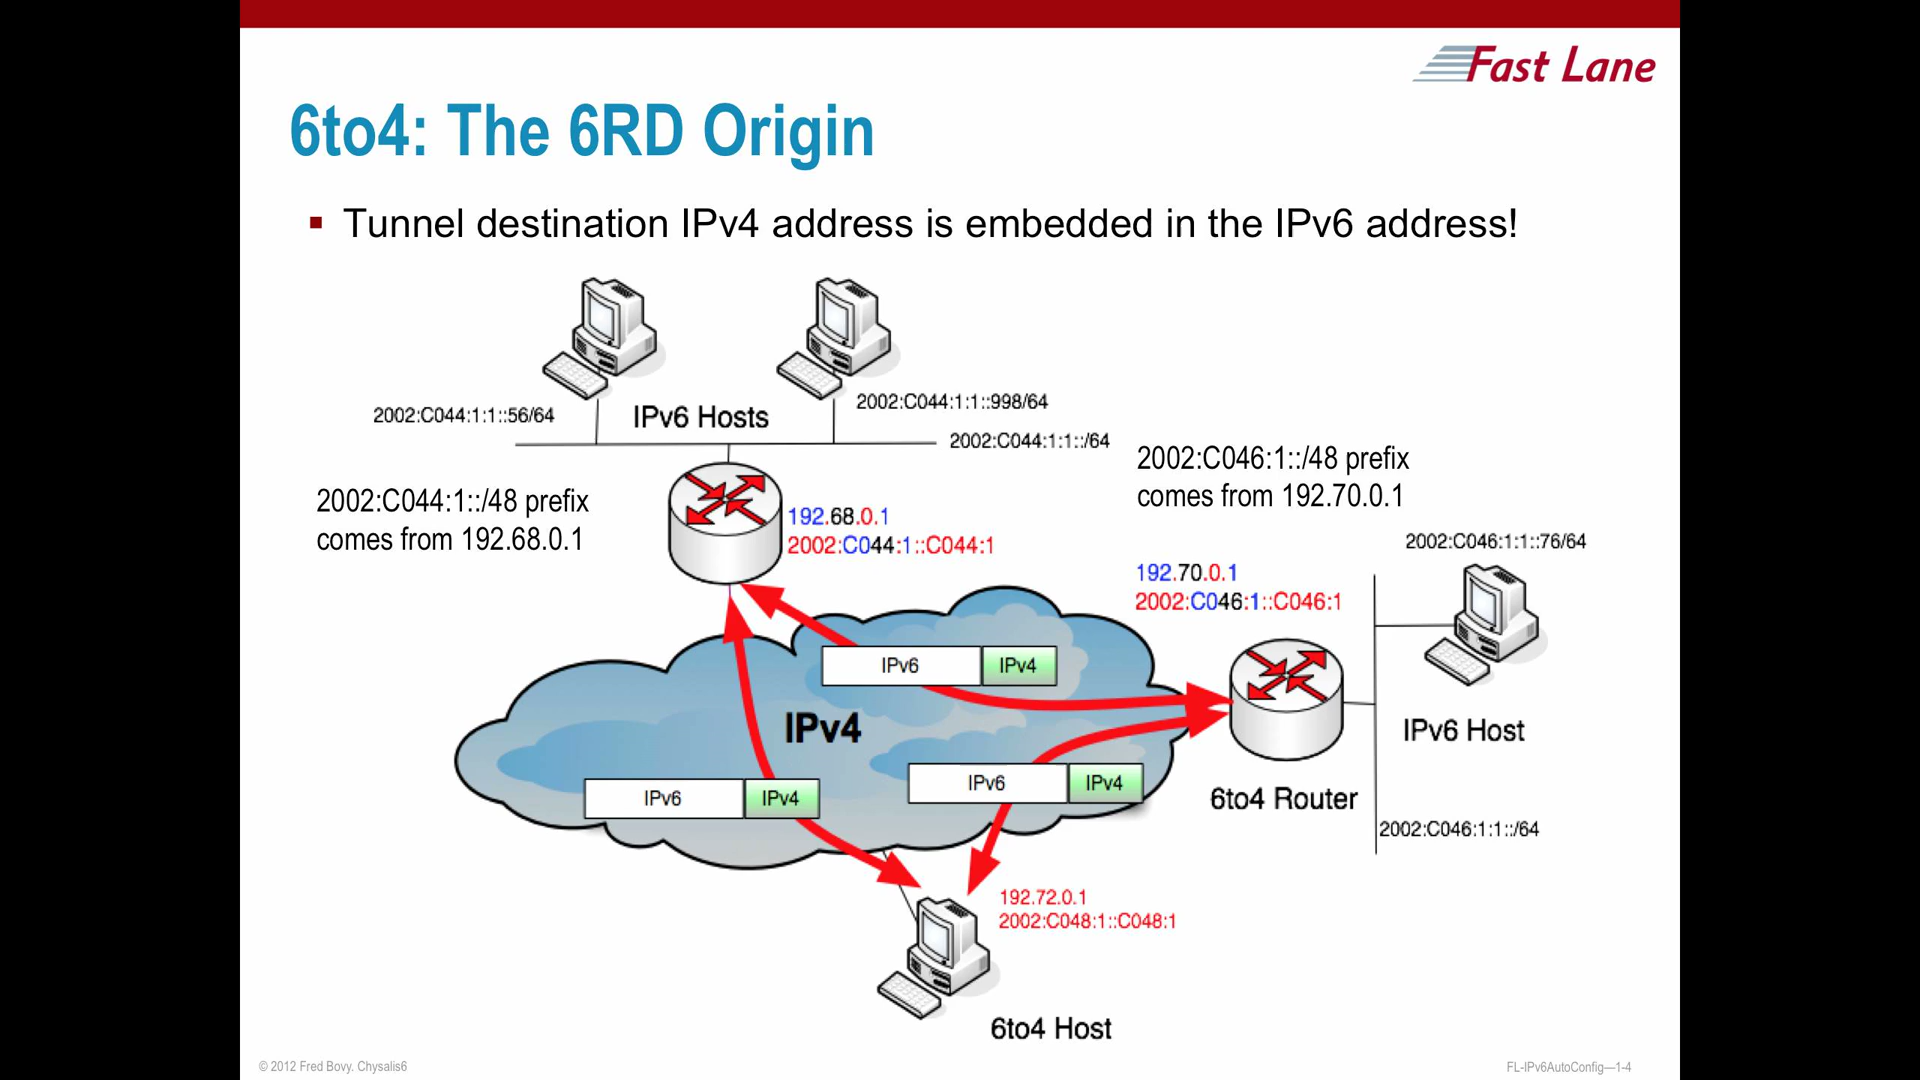 Fast Lane
6to4: The 6RD Origin
Tunnel destination IPv4 address is embedded in the IPv6 address!
2002:C044:1:1::56/64
IPv6 Hosts
2002:C044:1:1::998/64
2002:C044:1:1::/64
2002:C044:1::/48 prefix
comes from 192.68.0.1
192.68.0.1
2002:C044:1::C044:1
2002:C046:1::/48 prefix
comes from 192.70.0.1
2002:C046:1:1::76/64
192.70.0.1
2002:C046:1::C046:1
IPv6 IPv4
IPv4
IPv6 IPv4
IPv6 IPv4
IPv6 Host
6to4 Router
2002:C046:1:1::/64
192.72.0.1
2002:C048:1::C048:1
6to4 Host
© 2012 Fred Bovy. Chysalis6
FL-IPv6AutoConfig—1-4